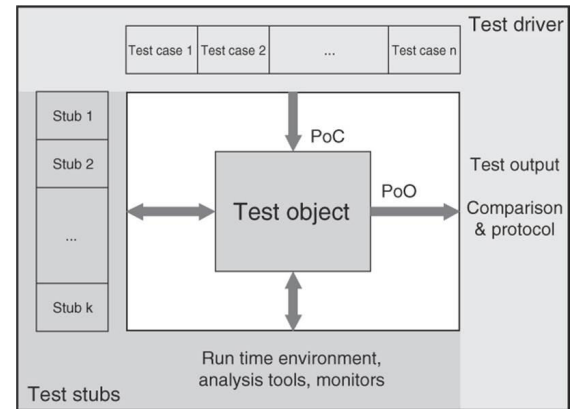 Test driver
Test case 1
Test case 2
...
Test case n
Stub 1
Stub 2
...
Stub k
PoC
Test object
PoO
Test output
Comparison
& protocol
Run time environment,
analysis tools, monitors
Test stubs